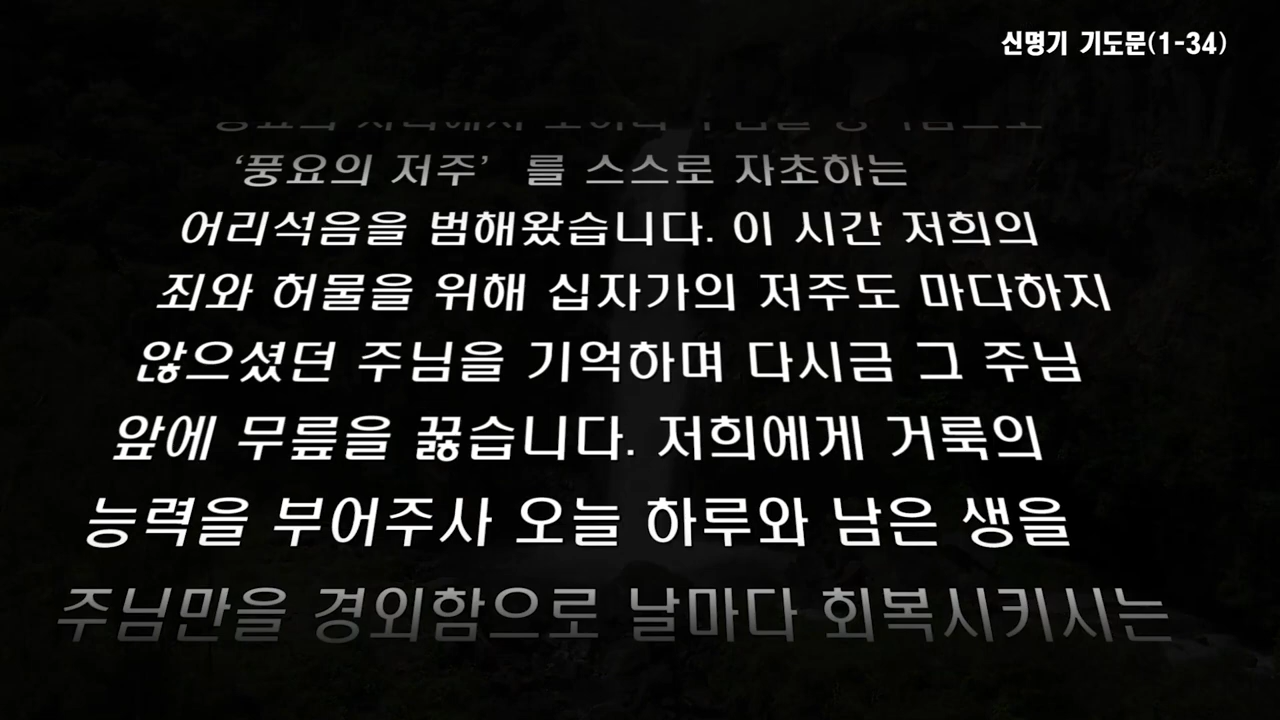 신명기 기도문(1-34)
‘풍요의 저주’ 를 스스로 자초하는
어리석음을 범해왔습니다. 이 시간 저희의
죄와 허물을 위해 십자가의 저주도 마다하지
않으셨던 주님을 기억하며 다시금 그 주님
앞에 무릎을 꿇습니다. 저희에게 거룩의
능력을 부어주사 오늘 하루와 남은 생을
주님만을 경외함으로 날마다 회복시키시는